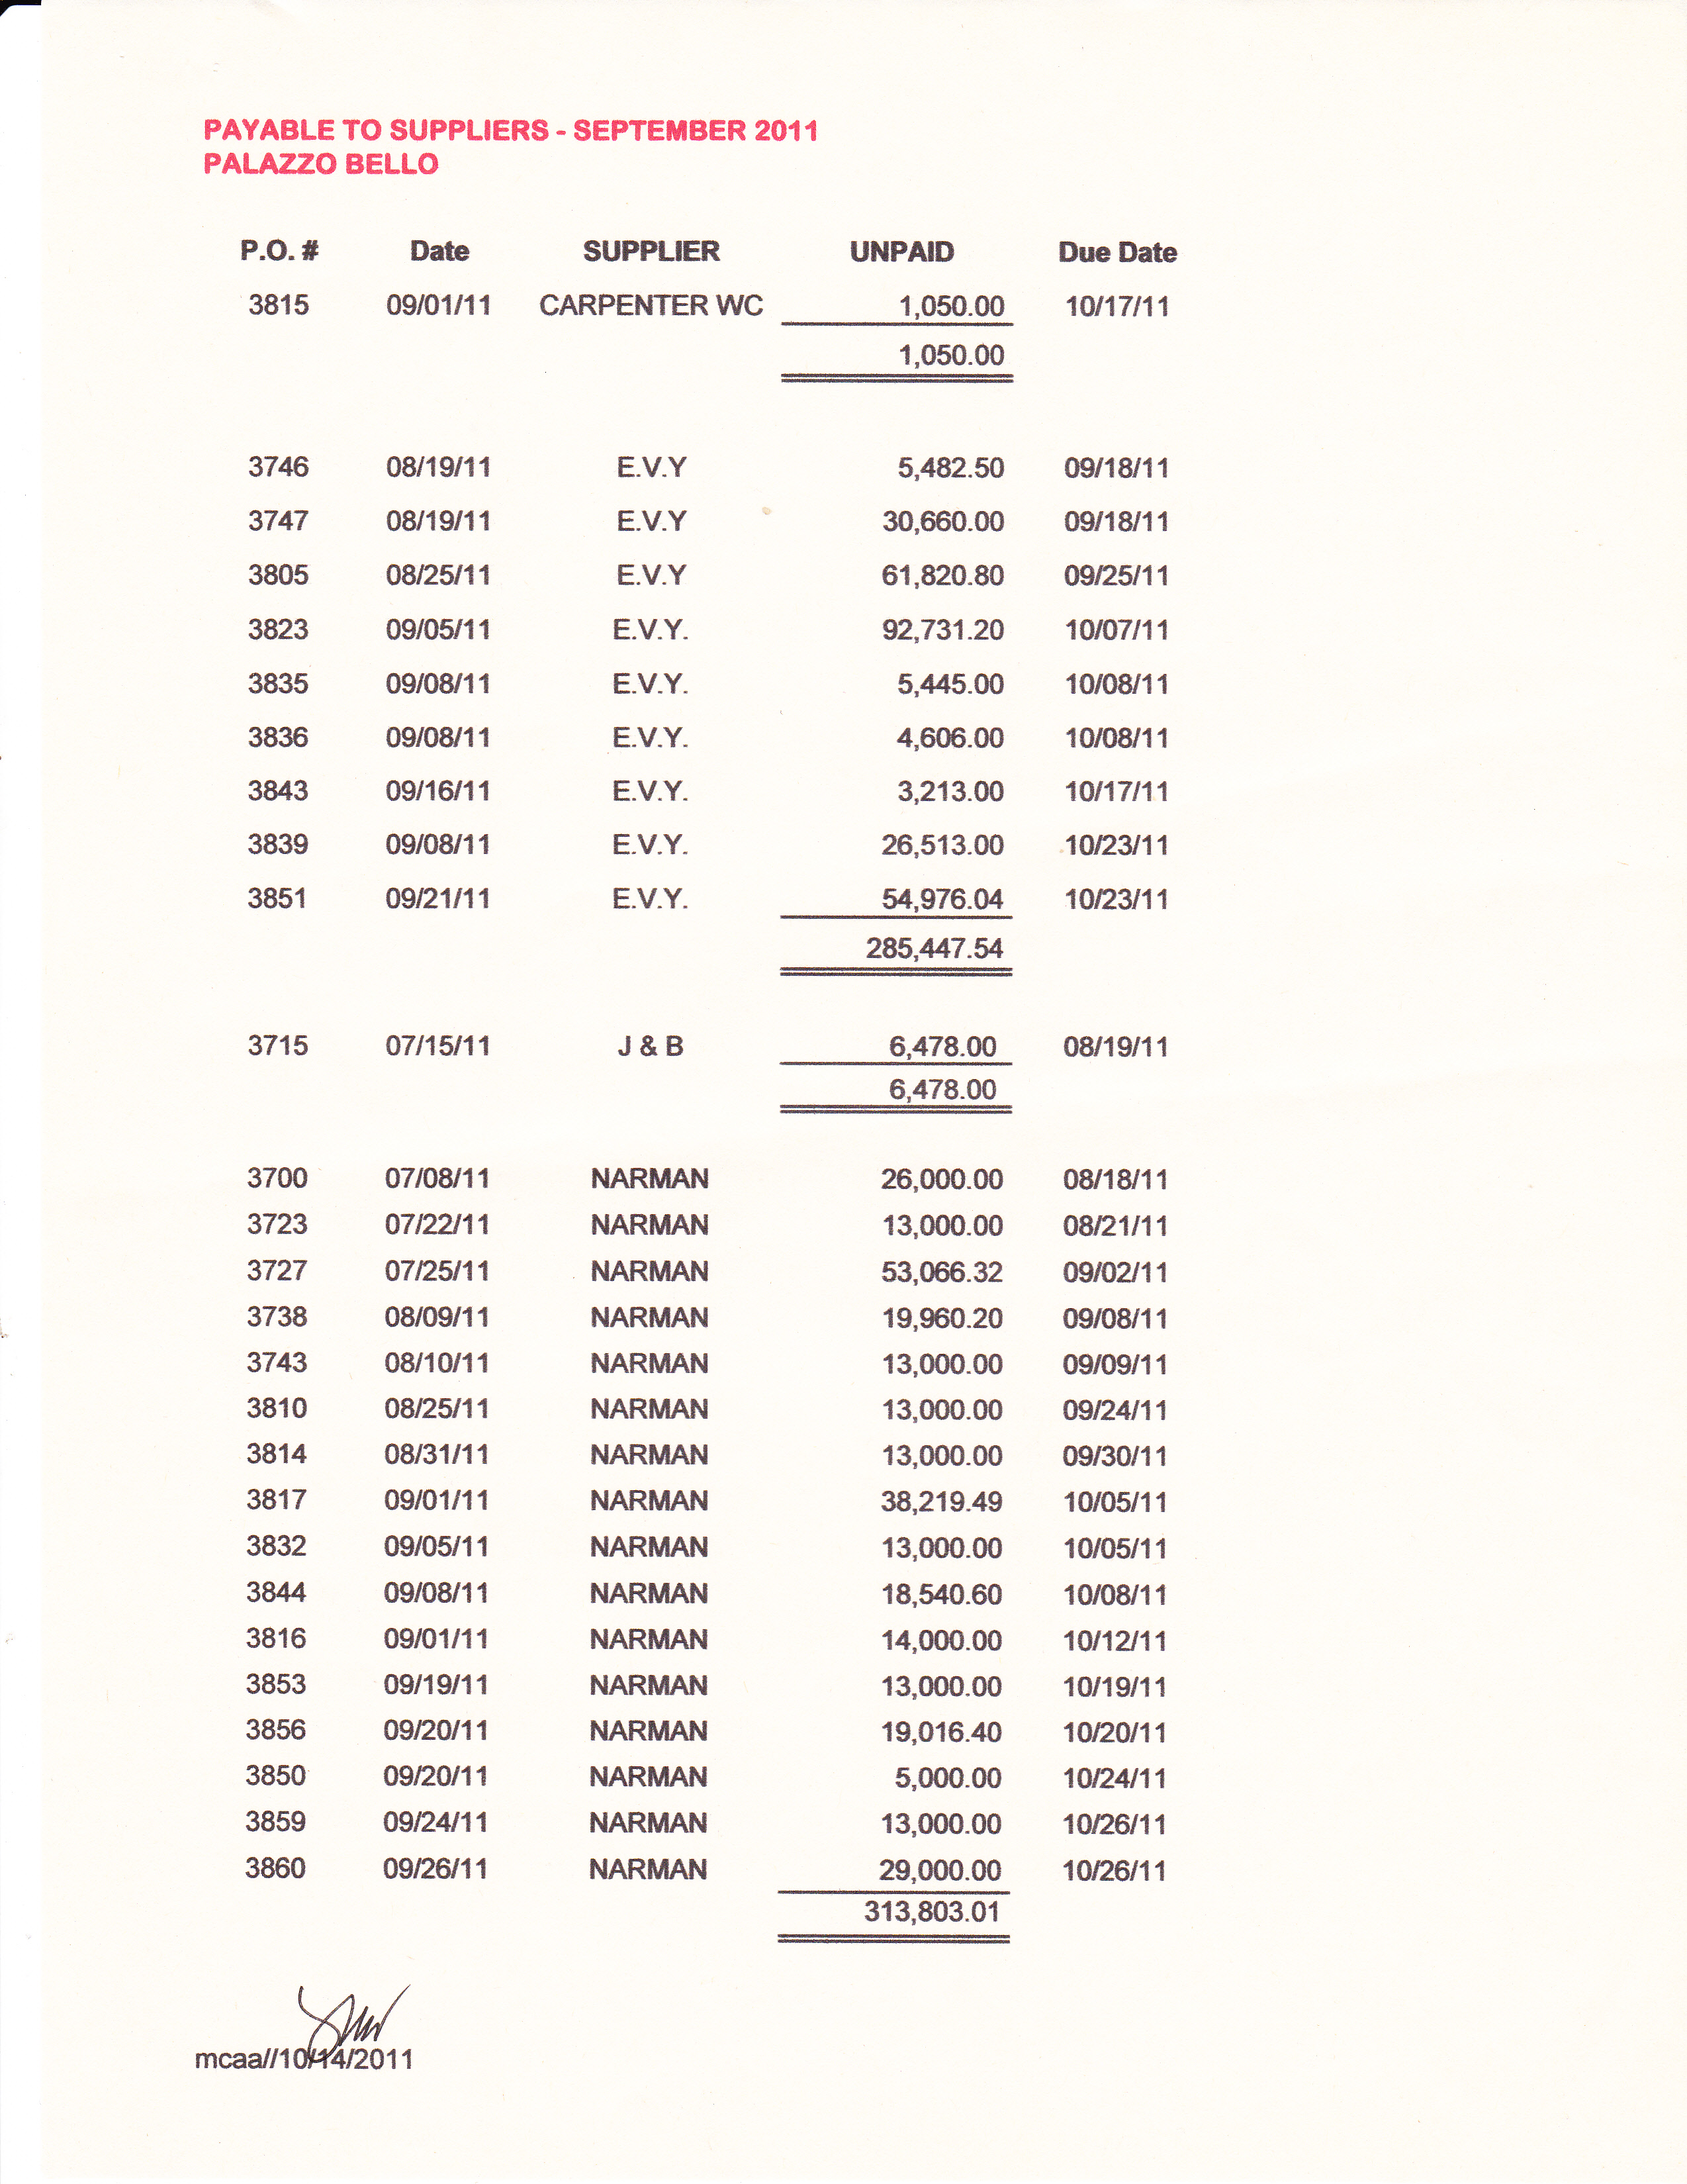 PAYABLE TO SUPPLIERS - SEPTEMBER 2011
PALAZZO BELLO
P.O. # Date SUPPLIER UNPAID Due Date
3815 09/01/11 CARPENTER WC 1,050.00 10/17/11
1,050.00
3746 08/19/11 E.V.Y 5,482.50 09/18/11
3747 08/19/11 E.V.Y 30,660.00 09/18/11
3805 08/25/11 E.V.Y 61,820.80 09/25/11
3823 09/05/11 E.V.Y. 92,731.20 10/07/11
3835 09/08/11 E.V.Y. 5,445.00 10/08/11
3836 09/08/11 E.V.Y. 4,606.00 10/08/11
3843 09/16/11 E.V.Y. 3,213.00 10/17/11
3839 09/08/11 E.V.Y. 26,513.00 10/23/11
3851 09/21/11 E.V.Y. 54,976.04 10/23/11
285,447.54
3715 07/15/11 J & B 6,478.00 08/19/11
6,478.00
3700 07/08/11 NARMAN 26,000.00 08/18/11
3723 07/22/11 NARMAN 13,000.00 08/21/11
3727 07/25/11 NARMAN 53,066.32 09/02/11
3738 08/09/11 NARMAN 19,960.20 09/08/11
3743 08/10/11 NARMAN 13,000.00 09/09/11
3810 08/25/11 NARMAN 13,000.00 09/24/11
3814 08/31/11 NARMAN 13,000.00 09/30/11
3817 09/01/11 NARMAN 38,219.49 10/05/11
3832 09/05/11 NARMAN 13,000.00 10/05/11
3844 09/08/11 NARMAN 18,540.60 10/08/11
3816 09/01/11 NARMAN 14,000.00 10/12/11
3853 09/19/11 NARMAN 13,000.00 10/19/11
3856 09/20/11 NARMAN 19,016.40 10/20/11
3850 09/20/11 NARMAN 5,000.00 10/24/11
3859 09/24/11 NARMAN 13,000.00 10/26/11
3860 09/26/11 NARMAN 29,000.00 10/26/11
313,803.01
mcaa//10/14/2011